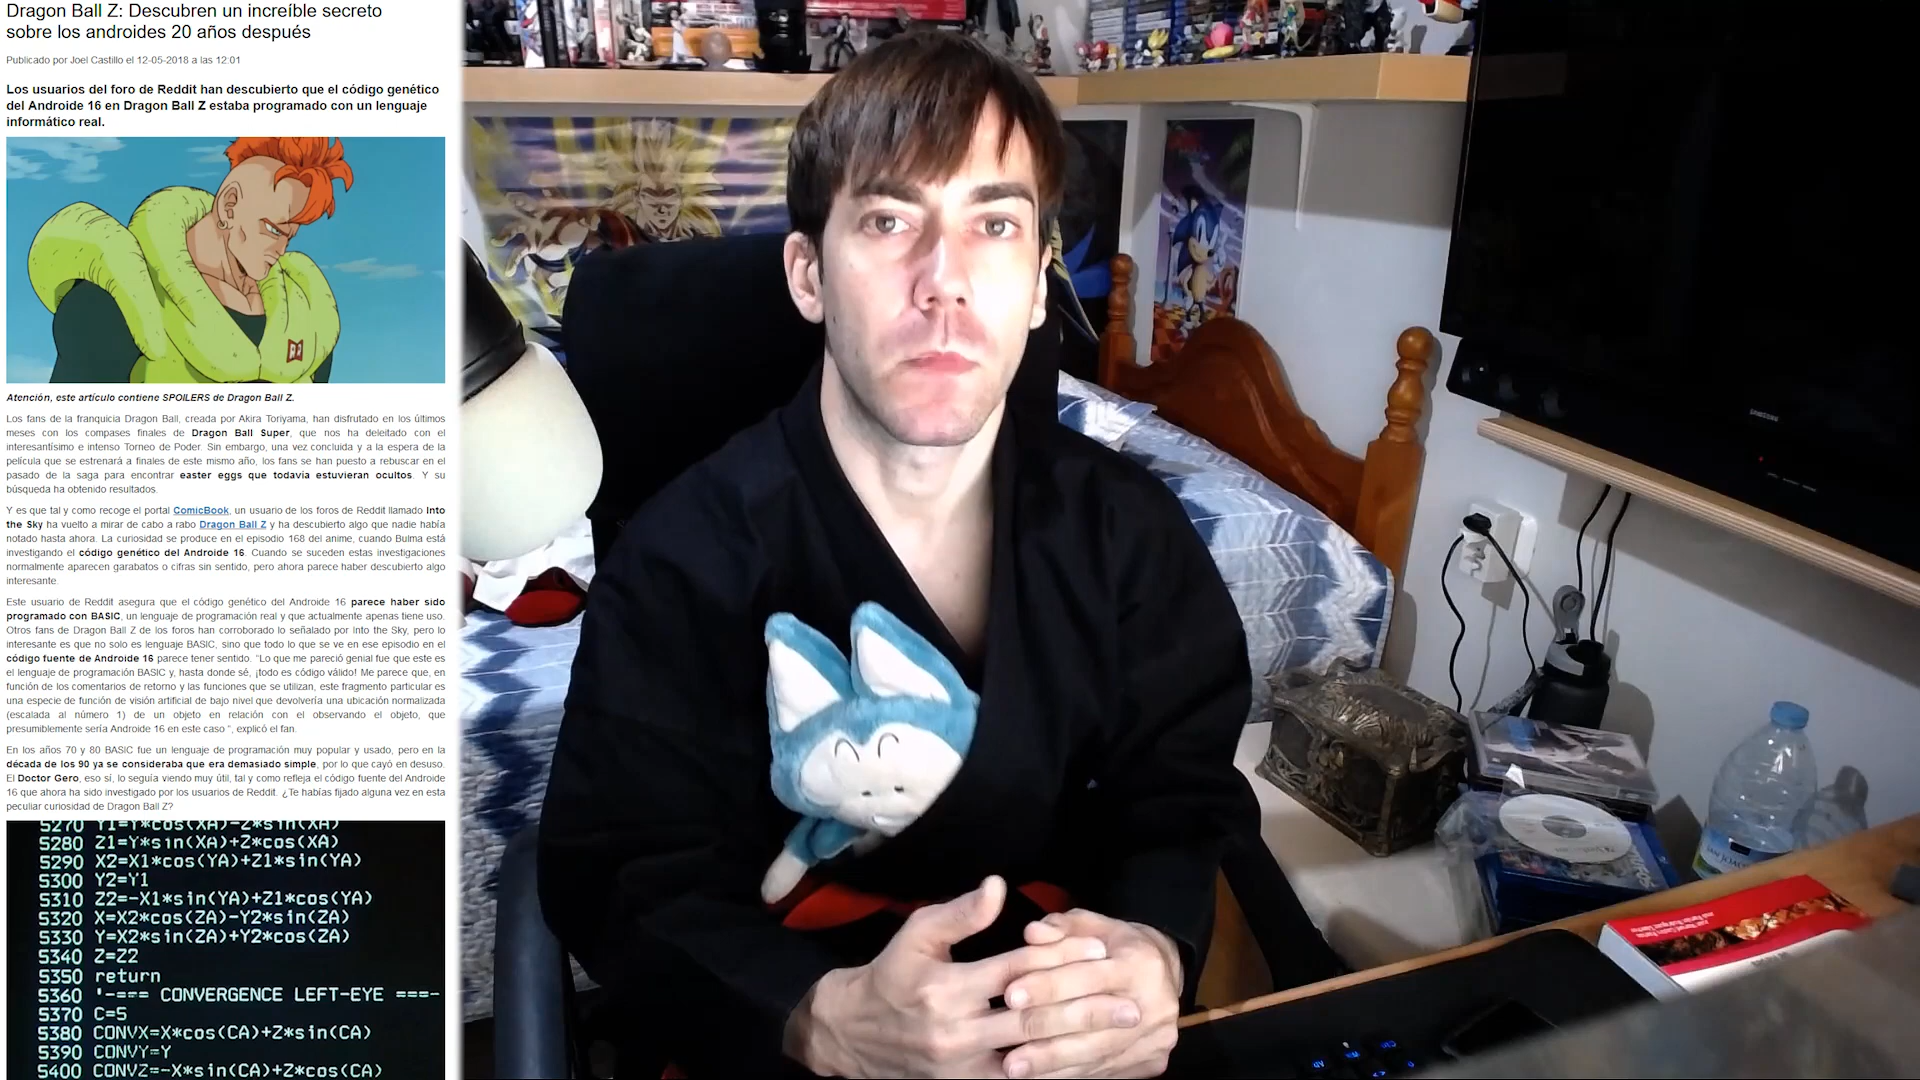 Dragon Ball Z: Descubren un increíble secreto
sobre los androides 20 años después
Publicado por Joel Castillo el 12-05-2018 a las 12:01
Los usuarios del foro de Reddit han descubierto que el código genético
del Androide 16 en Dragon Ball Z estaba programado con un lenguaje
informático real.
Atención, este artículo contiene SPOILERS de Dragon Ball Z.
Los fans de la franquicia Dragon Ball, creada por Akira Toriyama, han disfrutado en los últimos
meses con los compases finales de Dragon Ball Super, que nos ha deleitado con el
interesantísimo e intenso Torneo de Poder. Sin embargo, una vez concluida y a la espera de la
película que se estrenará a finales de este mismo año, los fans se han puesto a rebuscar en el
pasado de la saga para encontrar easter eggs que todavía estuvieran ocultos. Y su
búsqueda ha obtenido resultados.
Y es que tal y como recoge el portal ComicBook, un usuario de los foros de Reddit llamado Into
the Sky ha vuelto a mirar de cabo a rabo Dragon Ball Z y ha descubierto algo que nadie había
notado hasta ahora. La curiosidad se produce en el episodio 168 del anime, cuando Bulma está
investigando el código genético del Androide 16. Cuando se suceden estas investigaciones
normalmente aparecen garabatos o cifras sin sentido, pero ahora parece haber descubierto algo
interesante.
Este usuario de Reddit asegura que el código genético del Androide 16 parece haber sido
programado con BASIC, un lenguaje de programación real y que actualmente apenas tiene uso.
Otros fans de Dragon Ball Z de los foros han corroborado lo señalado por Into the Sky, pero lo
interesante es que no solo es lenguaje BASIC, sino que todo lo que se ve en ese episodio en el
código fuente de Androide 16 parece tener sentido. "Lo que me pareció genial fue que este es
el lenguaje de programación BASIC y, hasta donde sé, ¡todo es código válido! Me parece que, en
función de los comentarios de retorno y las funciones que se utilizan, este fragmento particular es
una especie de función de visión artificial de bajo nivel que devolvería una ubicación normalizada
(escalada al número 1) de un objeto en relación con el observando el objeto, que
presumiblemente sería Androide 16 en este caso ", explicó el fan.
En los años 70 y 80 BASIC fue un lenguaje de programación muy popular y usado, pero en la
década de los 90 ya se consideraba que era demasiado simple, por lo que cayó en desuso.
El Doctor Gero, eso sí, lo seguía viendo muy útil, tal y como refleja el código fuente del Androide
16 que ahora ha sido investigado por los usuarios de Reddit. ¿Te habías fijado alguna vez en esta
peculiar curiosidad de Dragon Ball Z?
5270 Y1=Y*cos(XA)-Z*sin(XA)
5280 Z1=Y*sin(XA)+Z*cos(XA)
5290 X2=X1*cos(YA)+Z1*sin(YA)
5300 Y2=Y1
5310 Z2=-X1*sin(YA)+Z1*cos(YA)
5320 X=X2*cos(ZA)-Y2*sin(ZA)
5330 Y=X2*sin(ZA)+Y2*cos(ZA)
5340 Z=Z2
5350 return
5360 '-=== CONVERGENCE LEFT-EYE ===-
5370 C=5
5380 CONVX=X*cos(CA)+Z*sin(CA)
5390 CONVY=Y
5400 CONVZ=-X*sin(CA)+Z*cos(CA)
SAMSUNG